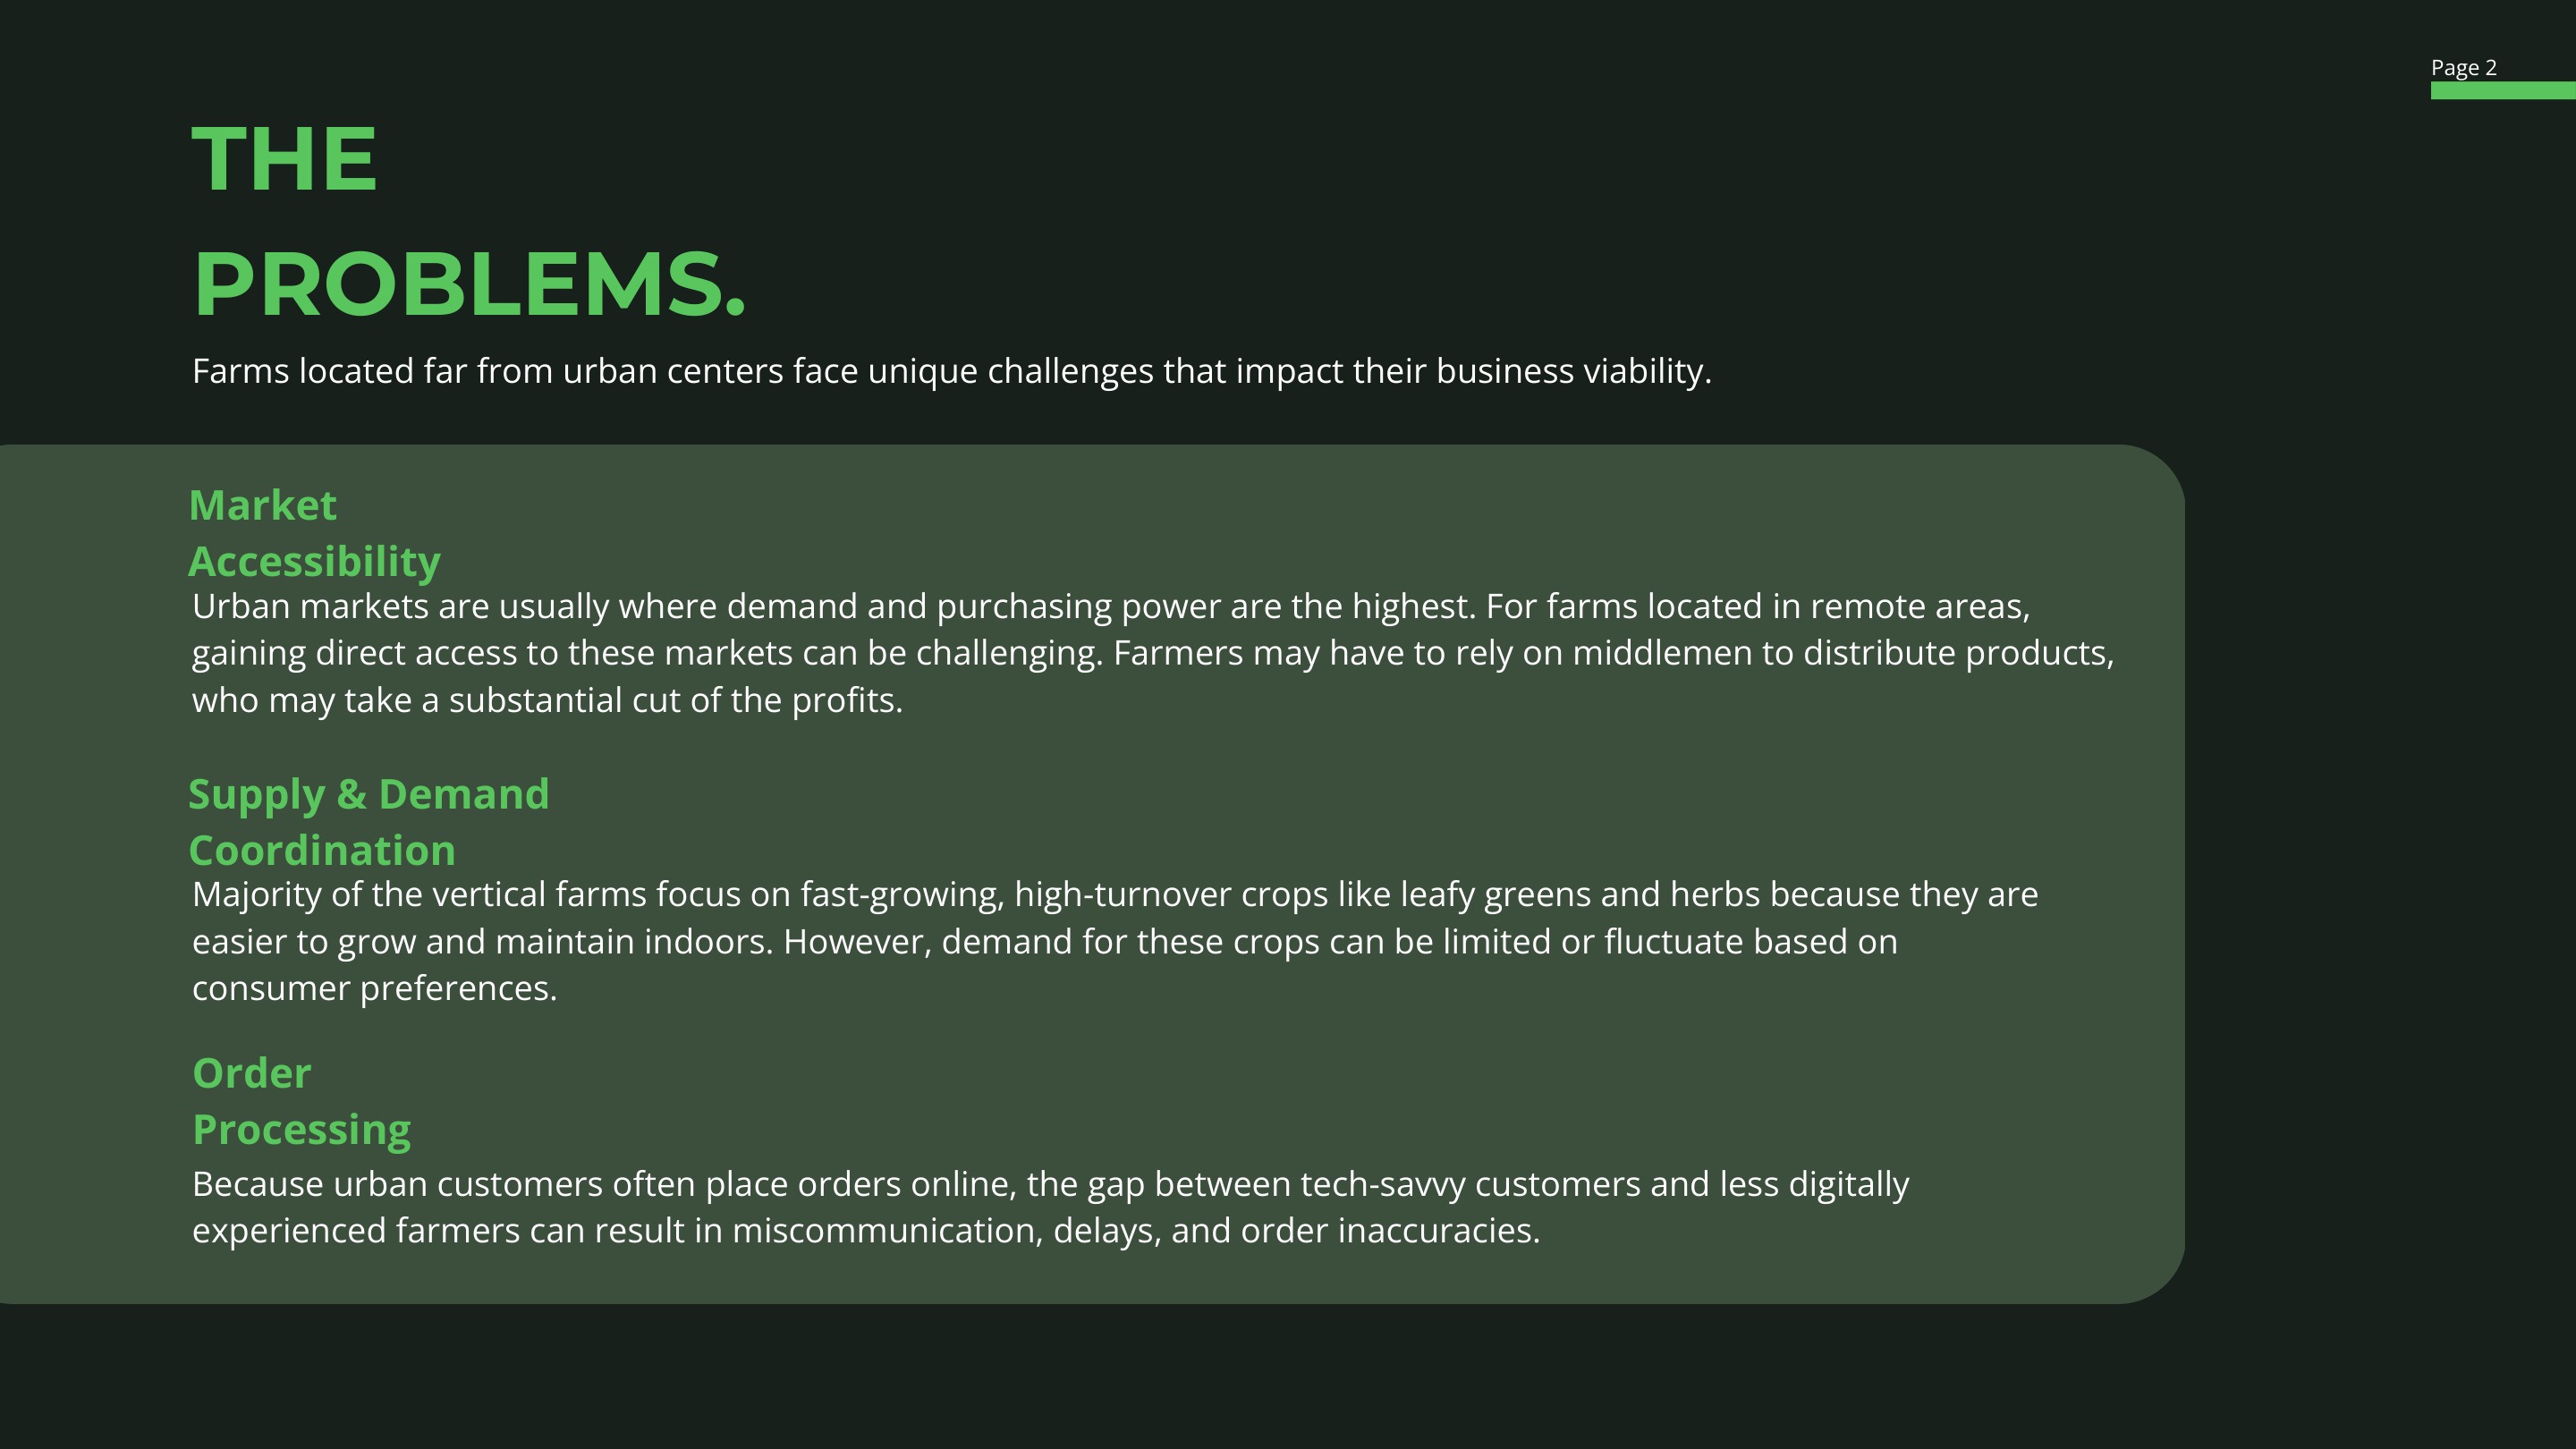 Page 2
THE
PROBLEMS.
Farms located far from urban centers face unique challenges that impact their business viability.
Market
Accessibility
Urban markets are usually where demand and purchasing power are the highest. For farms located in remote areas,
gaining direct access to these markets can be challenging. Farmers may have to rely on middlemen to distribute products,
who may take a substantial cut of the profits.
Supply & Demand
Coordination
Majority of the vertical farms focus on fast-growing, high-turnover crops like leafy greens and herbs because they are
easier to grow and maintain indoors. However, demand for these crops can be limited or fluctuate based on
consumer preferences.
Order
Processing
Because urban customers often place orders online, the gap between tech-savvy customers and less digitally
experienced farmers can result in miscommunication, delays, and order inaccuracies.